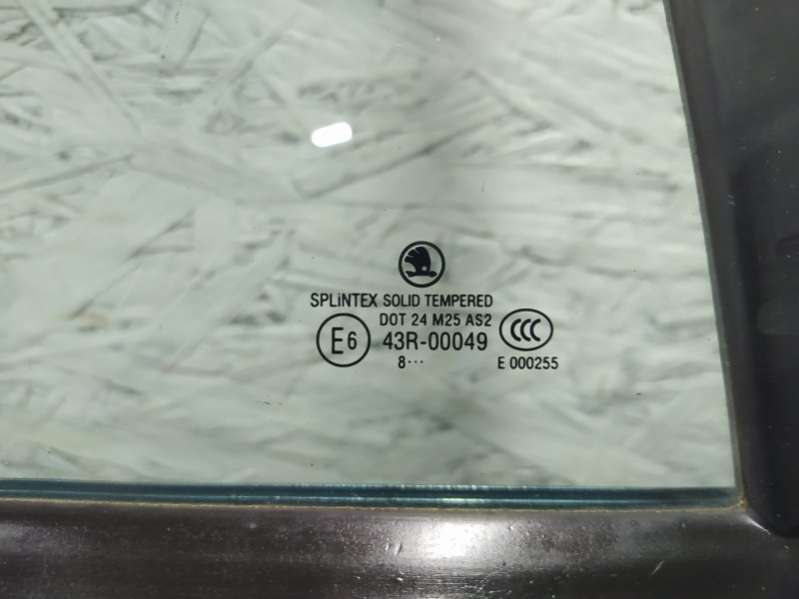 SPLiNTEX SOLID TEMPERED
DOT 24 M25 AS2
E6 43R-00049 CCC
8··· E 000255